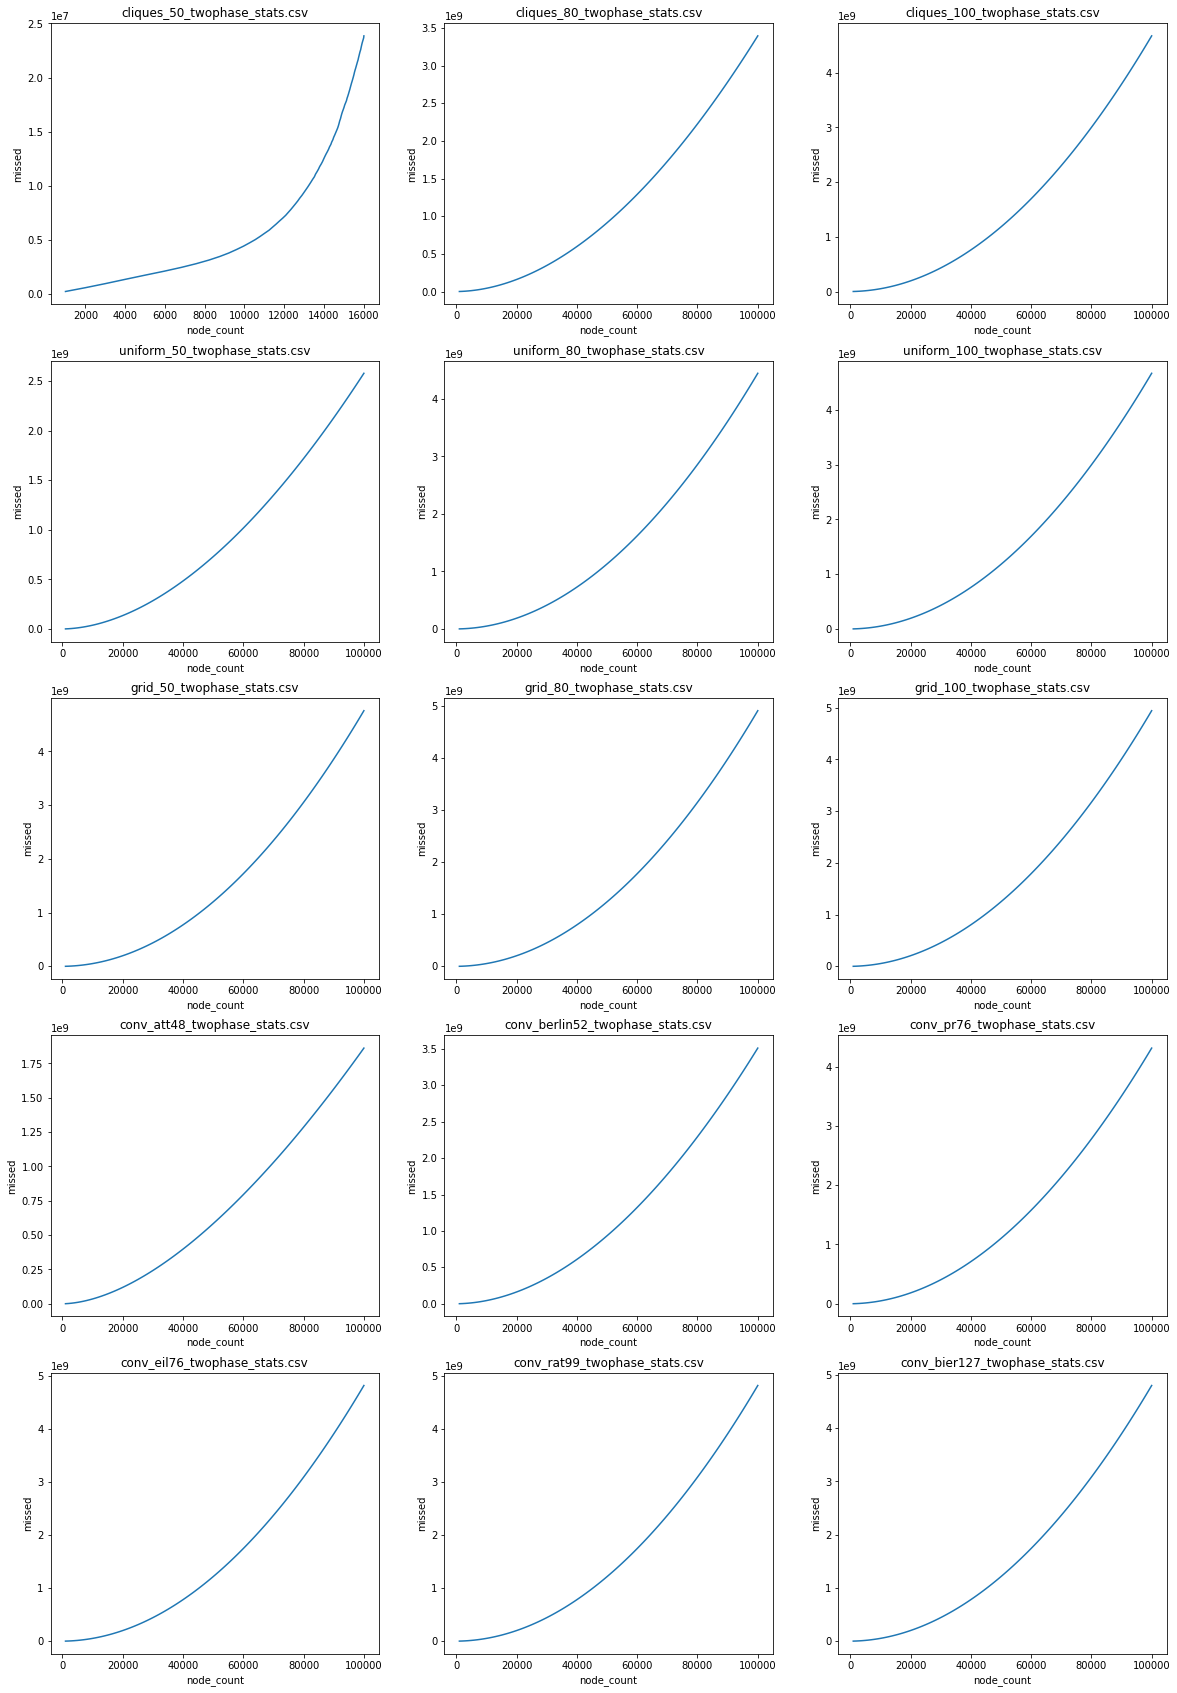 cliques_50_twophase_stats.csv
1e7
2.5
2.0
1.5
1.0
0.5
0.0
missed
2000 4000 6000 8000 10000 12000 14000 16000
node_count
cliques_80_twophase_stats.csv
1e9
3.5
3.0
2.5
2.0
1.5
1.0
0.5
0.0
missed
0 20000 40000 60000 80000 100000
node_count
cliques_100_twophase_stats.csv
1e9
4
3
2
1
0
missed
0 20000 40000 60000 80000 100000
node_count
uniform_50_twophase_stats.csv
1e9
2.5
2.0
1.5
1.0
0.5
0.0
missed
0 20000 40000 60000 80000 100000
node_count
uniform_80_twophase_stats.csv
1e9
4
3
2
1
0
missed
0 20000 40000 60000 80000 100000
node_count
uniform_100_twophase_stats.csv
1e9
4
3
2
1
0
missed
0 20000 40000 60000 80000 100000
node_count
grid_50_twophase_stats.csv
1e9
4
3
2
1
0
missed
0 20000 40000 60000 80000 100000
node_count
grid_80_twophase_stats.csv
1e9
5
4
3
2
1
0
missed
0 20000 40000 60000 80000 100000
node_count
grid_100_twophase_stats.csv
1e9
5
4
3
2
1
0
missed
0 20000 40000 60000 80000 100000
node_count
conv_att48_twophase_stats.csv
1e9
1.75
1.50
1.25
1.00
0.75
0.50
0.25
0.00
missed
0 20000 40000 60000 80000 100000
node_count
conv_berlin52_twophase_stats.csv
1e9
3.5
3.0
2.5
2.0
1.5
1.0
0.5
0.0
missed
0 20000 40000 60000 80000 100000
node_count
conv_pr76_twophase_stats.csv
1e9
4
3
2
1
0
missed
0 20000 40000 60000 80000 100000
node_count
conv_eil76_twophase_stats.csv
1e9
5
4
3
2
1
0
missed
0 20000 40000 60000 80000 100000
node_count
conv_rat99_twophase_stats.csv
1e9
5
4
3
2
1
0
missed
0 20000 40000 60000 80000 100000
node_count
conv_bier127_twophase_stats.csv
1e9
5
4
3
2
1
0
missed
0 20000 40000 60000 80000 100000
node_count